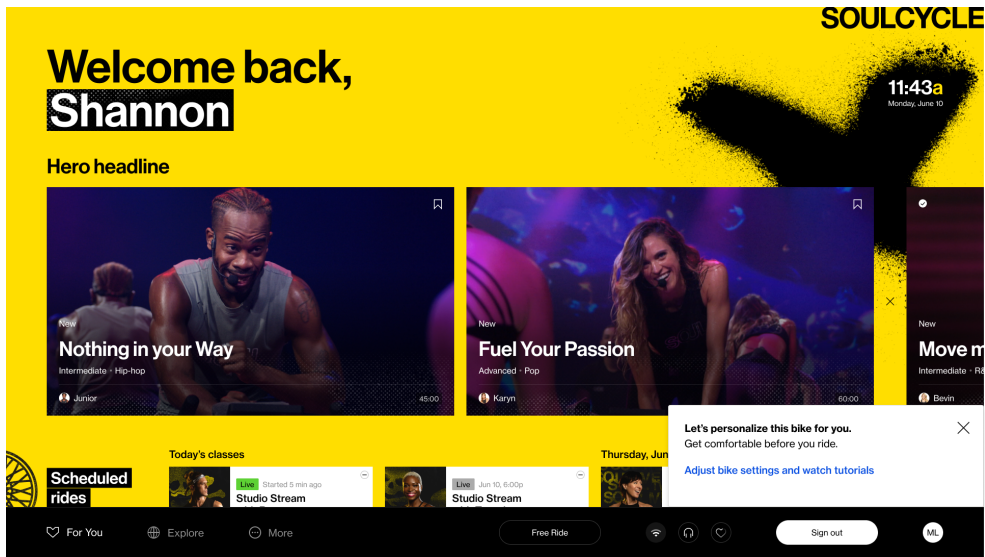 SOULCYCLE
Welcome back,
Shannon
11:43a
Monday, June 10
Hero headline
New
Nothing in your Way
Intermediate • Hip-hop
Junior
45:00
New
Fuel Your Passion
Advanced • Pop
Karyn
60:00
New
Move m
Intermediate • R&
Bevin
Let's personalize this bike for you.
Get comfortable before you ride.
Adjust bike settings and watch tutorials
Scheduled
rides
Today's classes
Live Started 5 min ago
Studio Stream
Live Jun 10, 6:00p
Studio Stream
Thursday, Jun
For You
Explore
More
Free Ride
Sign out
ML